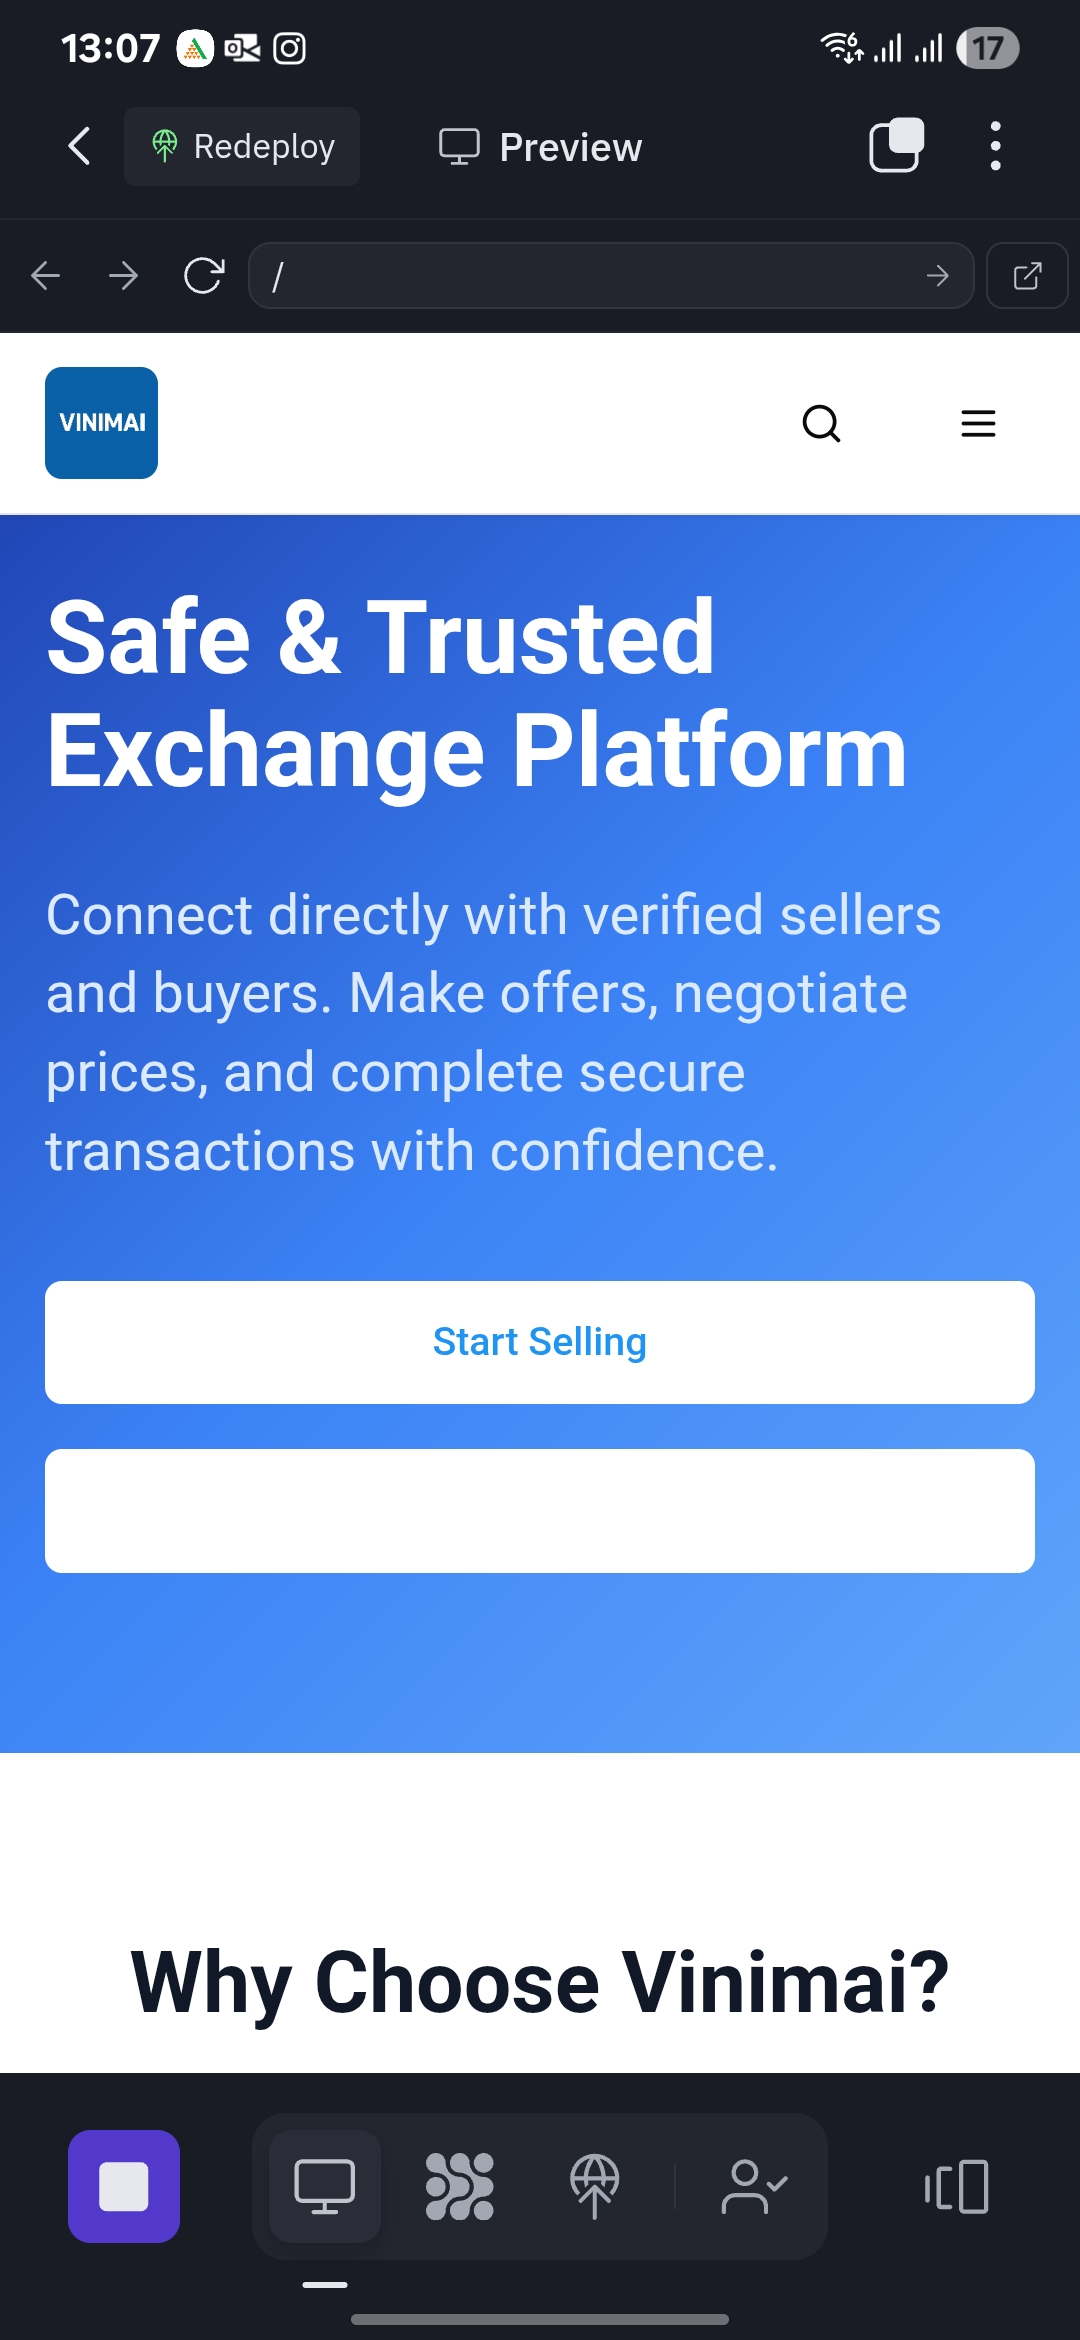 13:07
17
Redeploy
Preview
/
VINIMAI
Safe & Trusted
Exchange Platform
Connect directly with verified sellers
and buyers. Make offers, negotiate
prices, and complete secure
transactions with confidence.
Start Selling
Why Choose Vinimai?